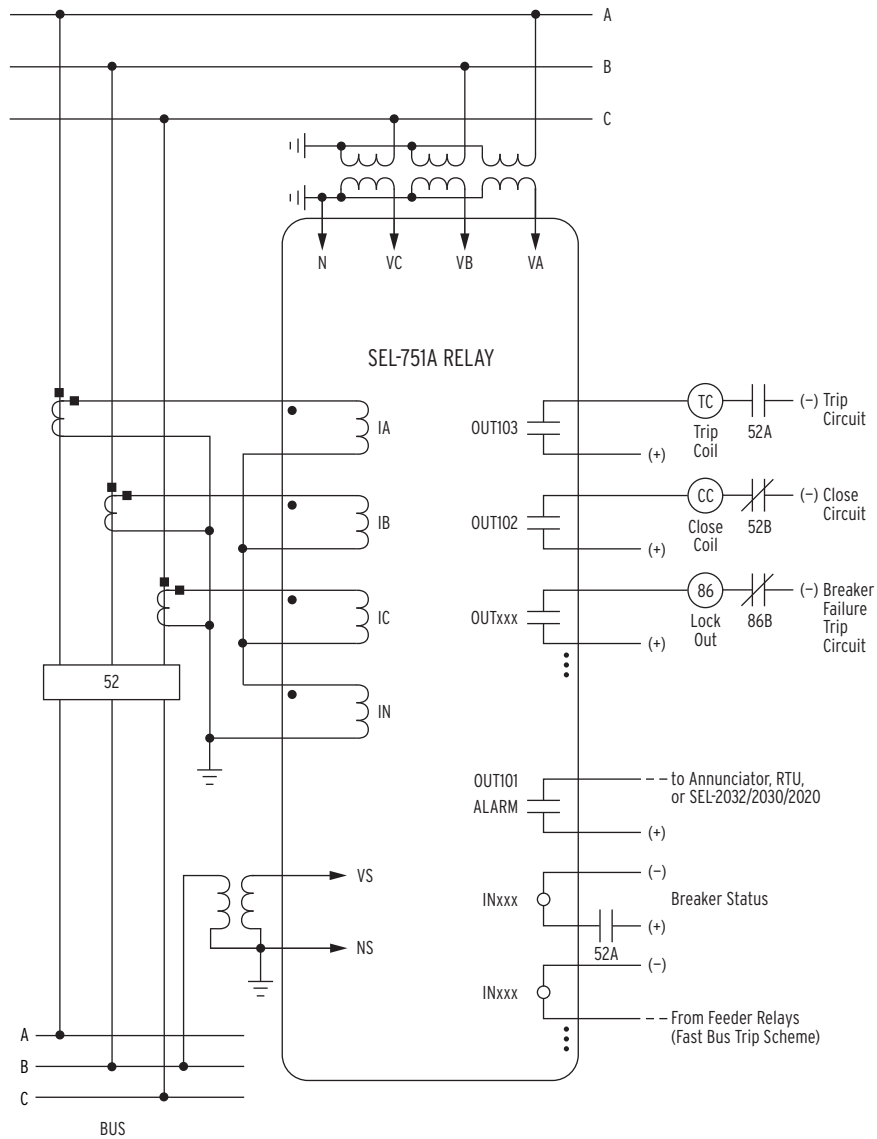 A
B
C
N
VC
VB
VA
SEL-751A RELAY
IA
OUT103
TC
Trip
Coil
52A
(–) Trip
Circuit
(+)
IB
OUT102
CC
Close
Coil
52B
(–) Close
Circuit
(+)
IC
OUTxxx
86
Lock
Out
86B
(–) Breaker
Failure
Trip
Circuit
(+)
52
IN
OUT101
ALARM
to Annunciator, RTU,
or SEL-2032/2030/2020
(+)
VS
NS
INxxx
(–)
Breaker Status
(+)
52A
INxxx
(–)
From Feeder Relays
(Fast Bus Trip Scheme)
A
B
C
BUS